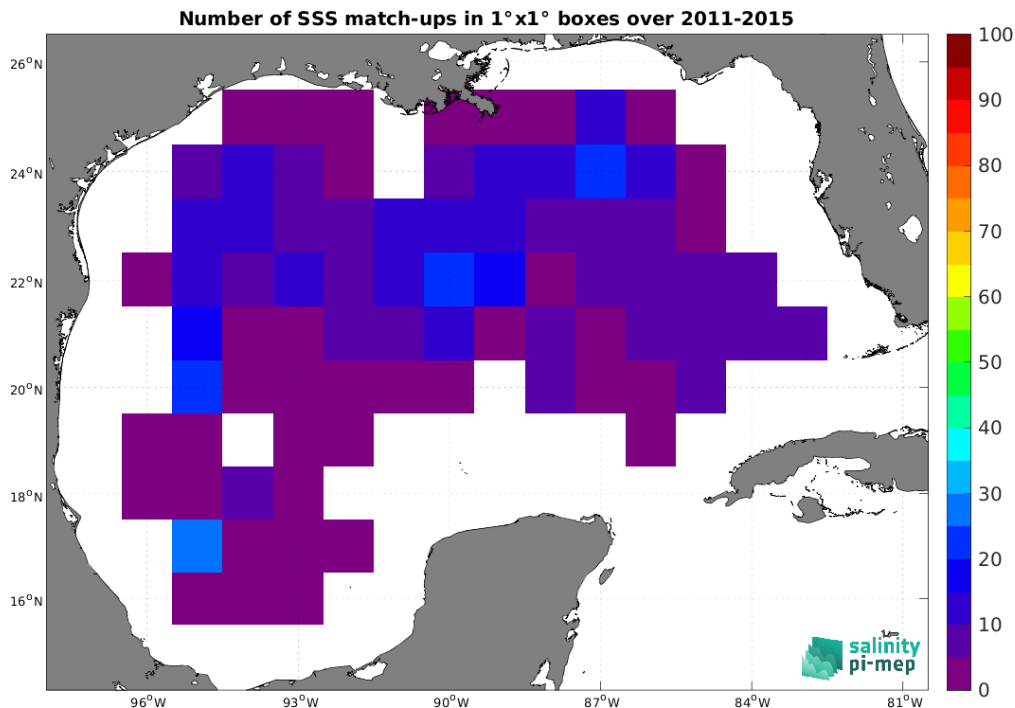 Number of SSS match-ups in 1°x1° boxes over 2011-2015
26°N
24°N
22°N
20°N
18°N
16°N
96°W
93°W
90°W
87°W
84°W
81°W
100
90
80
70
60
50
40
30
20
10
0
salinity
pi-mep